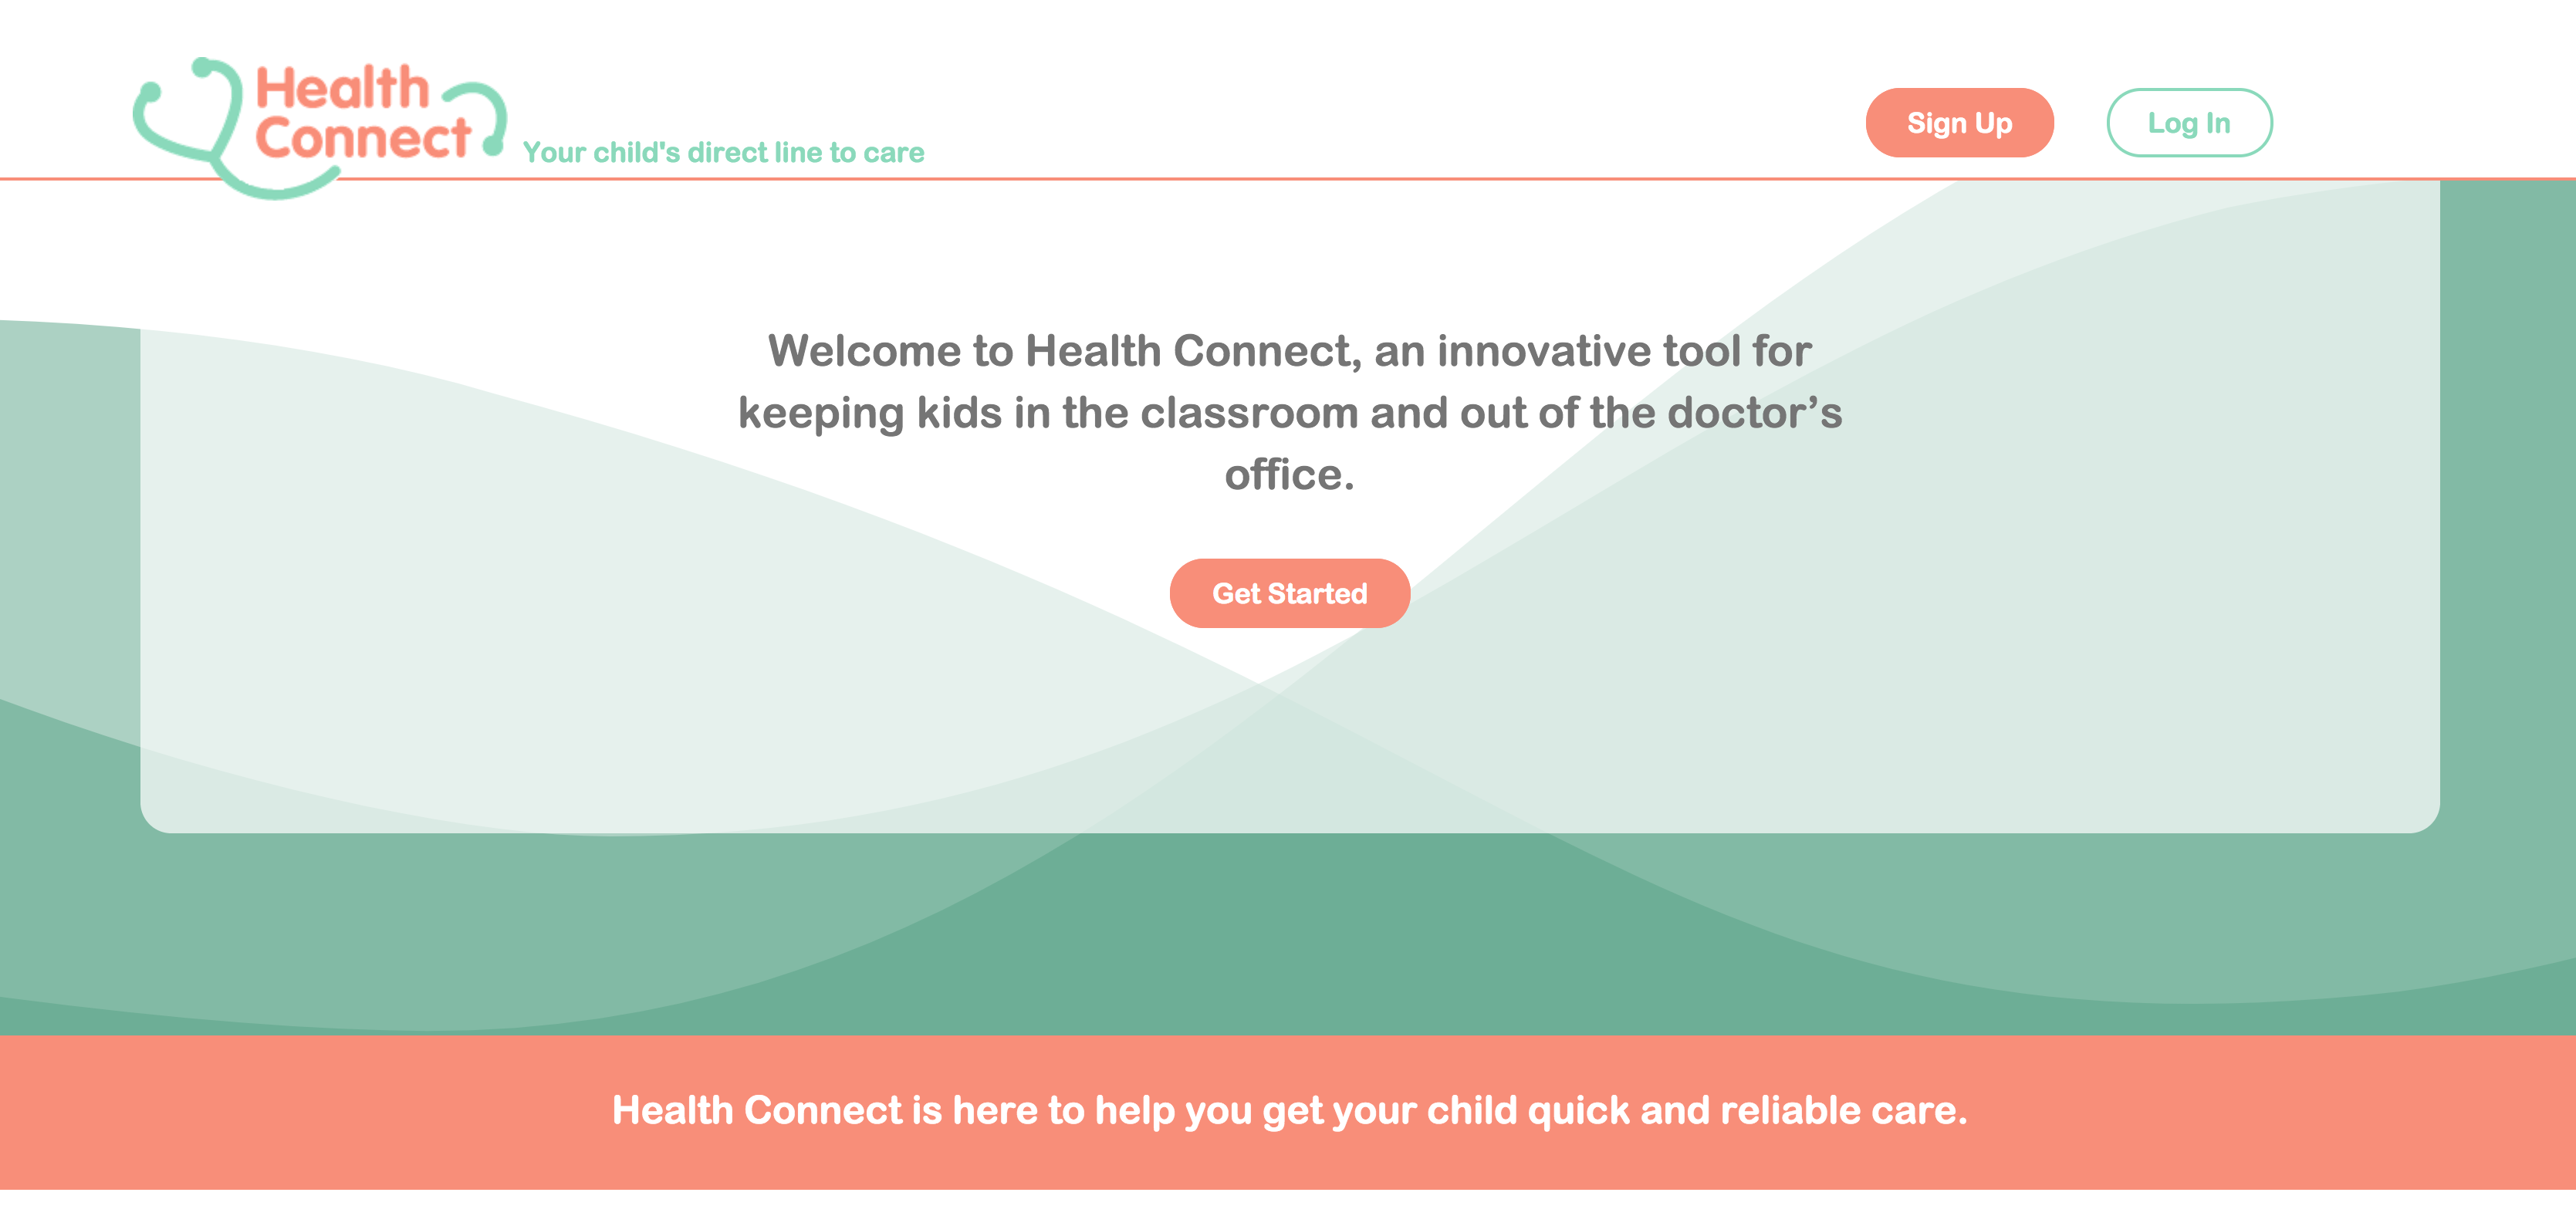 Health
Connect
Your child's direct line to care
Sign Up
Log In
Welcome to Health Connect, an innovative tool for
keeping kids in the classroom and out of the doctor’s
office.
Get Started
Health Connect is here to help you get your child quick and reliable care.